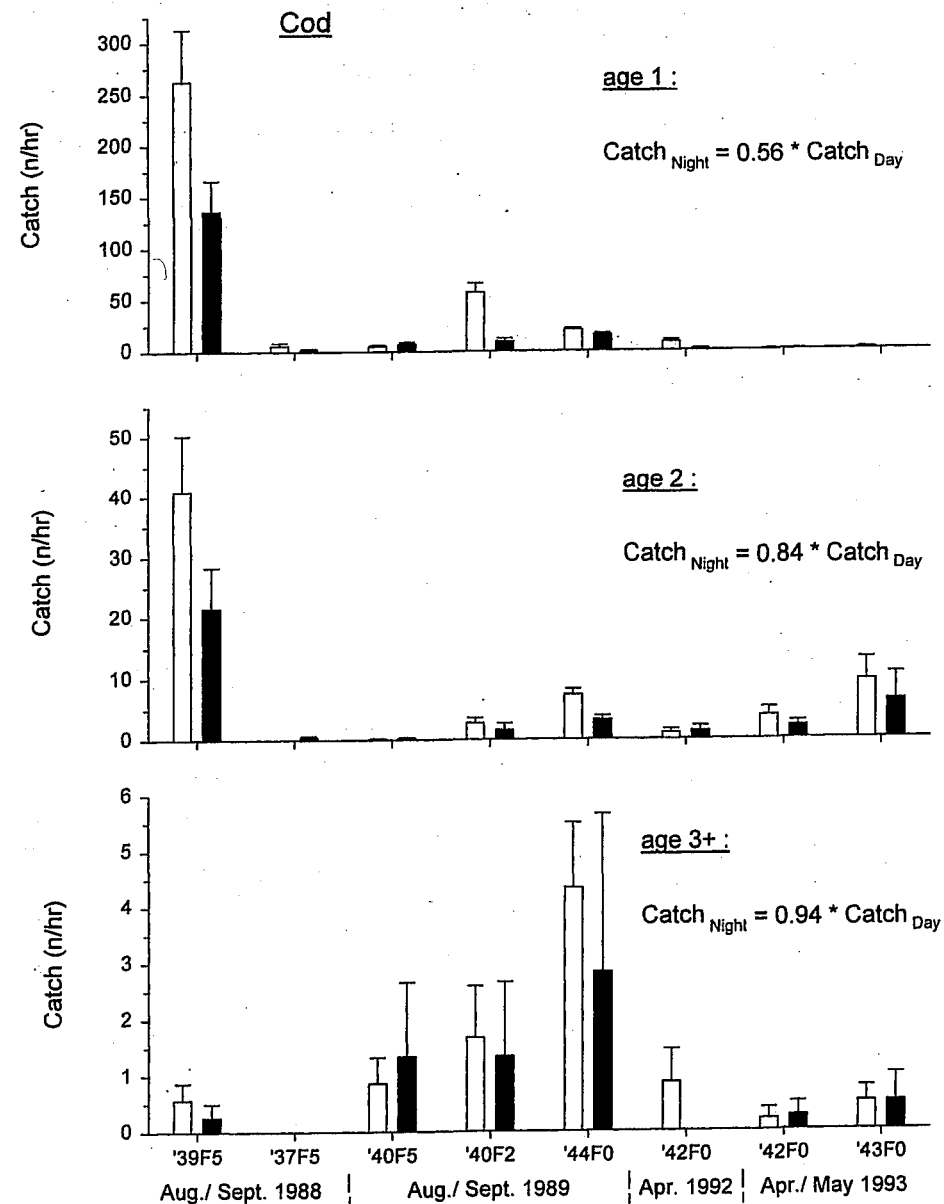 Cod
300
250
200
150
100
50
0
Catch (n/hr)
age 1 :
Catch Night = 0.56 * Catch Day
50
40
30
20
10
0
Catch (n/hr)
age 2 :
Catch Night = 0.84 * Catch Day
6
5
4
3
2
1
0
Catch (n/hr)
age 3+ :
Catch Night = 0.94 * Catch Day
'39F5 '37F5 '40F5 '40F2 '44F0 '42F0 '42F0 '43F0
Aug./ Sept. 1988 | Aug./ Sept. 1989 | Apr. 1992 | Apr./ May 1993